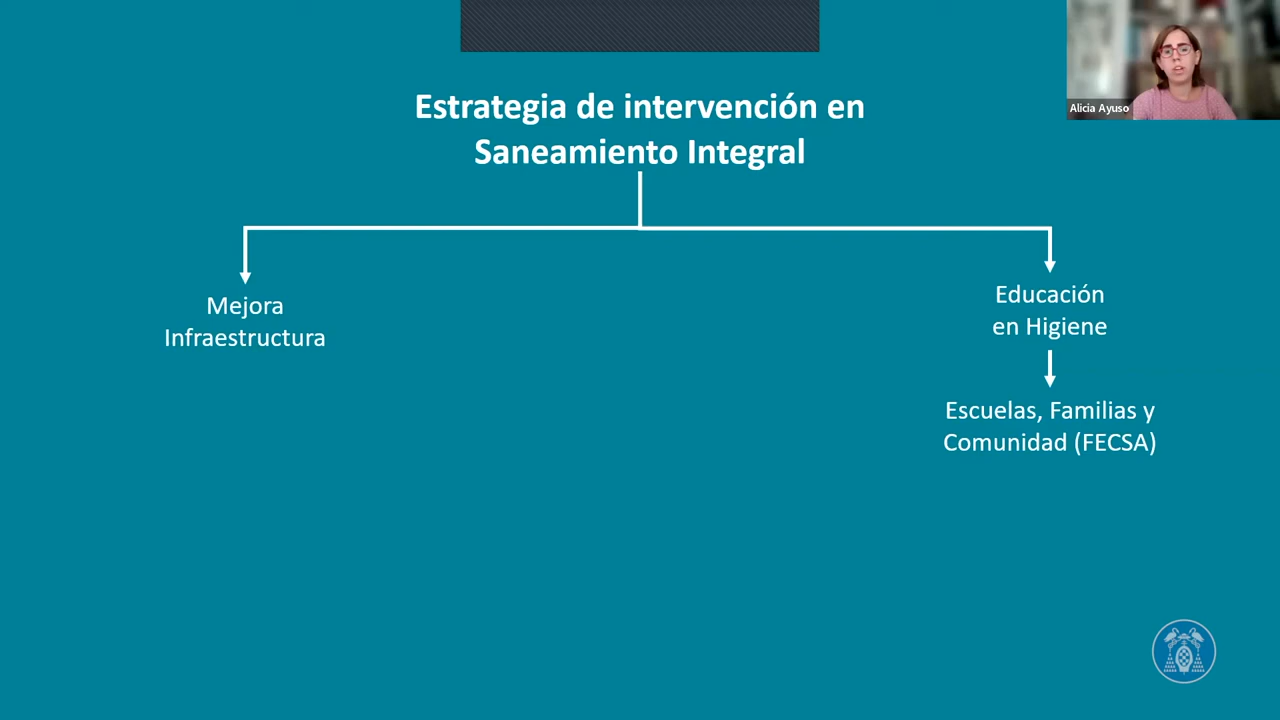 Estrategia de intervención en
Saneamiento Integral
Alicia Ayuso
Mejora
Infraestructura
Educación
en Higiene
Escuelas, Familias y
Comunidad (FECSA)